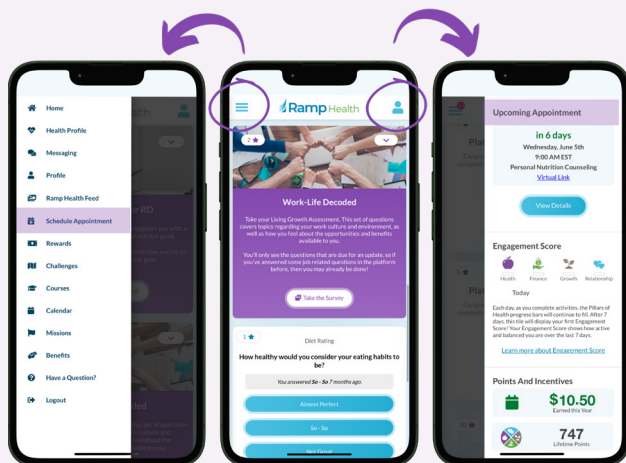 Home
Health Profile
Messaging
Profile
Ramp Health Feed
Schedule Appointment
Rewards
Challenges
Courses
Calendar
Missions
Benefits
Have a Question?
Logout
Ramp Health
2
Work-Life Decoded
Take your Living Growth Assessment. This set of questions
covers topics regarding your work culture and environment, as
well as how you feel about the opportunities and benefits
available to you.
You'll only see the questions that are due for an update, so if
you've answered some job related questions in the platform
before, then you may already be done!
Take the Survey
1
Diet Rating
How healthy would you consider your eating habits to
be?
You answered So - So 7 months ago.
Almost Perfect
So - So
Not Great
Upcoming Appointment
in 6 days
Wednesday, June 5th
9:00 AM EST
Personal Nutrition Counseling
Virtual Link
View Details
Engagement Score
Health Finance Growth Relationship
Today
Each day, as you complete activities, the Pillars of
Health progress bars will continue to fill. After 7
days, this tile will display your first Engagement
Score! Your Engagement Score shows how active
and balanced you are over the last 7 days.
Learn more about Engagement Score
Points And Incentives
$10.50
Earned this Year
747
Lifetime Points